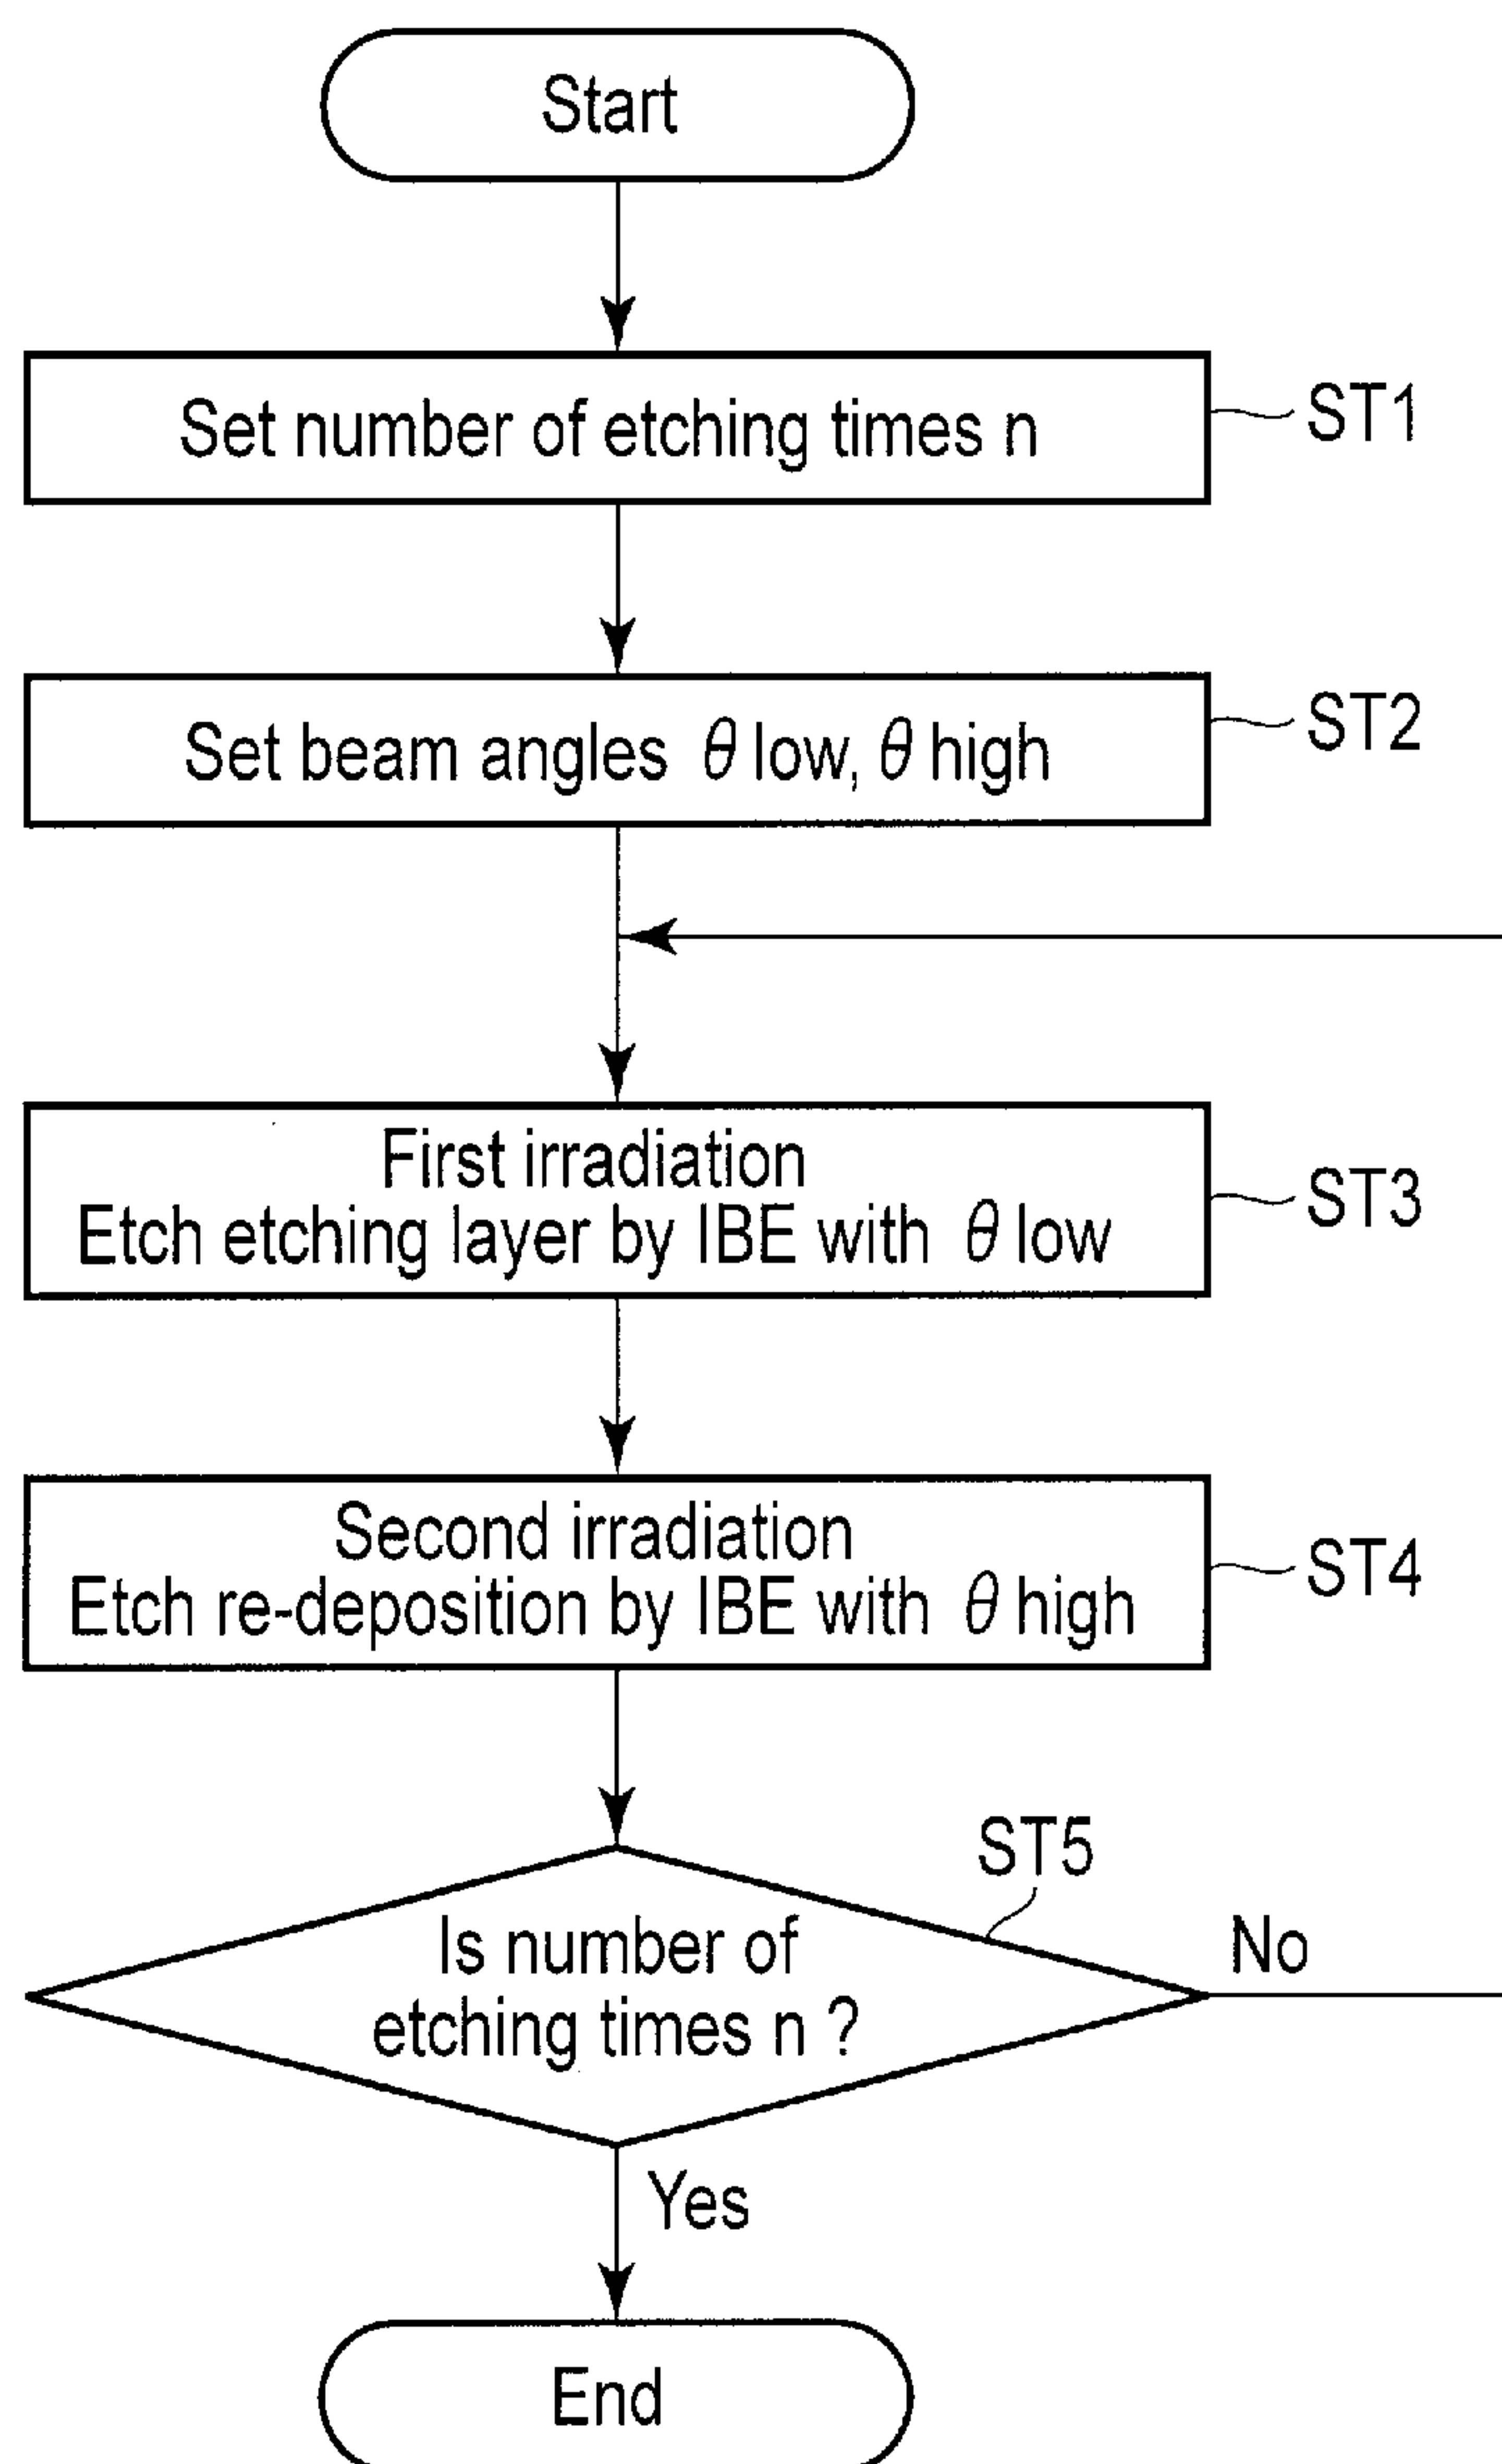 Start
Set number of etching times n
ST1
Set beam angles θ low, θ high
ST2
First irradiation
Etch etching layer by IBE with θ low
ST3
Second irradiation
Etch re-deposition by IBE with θ high
ST4
ST5
Is number of
etching times n ?
No
Yes
End